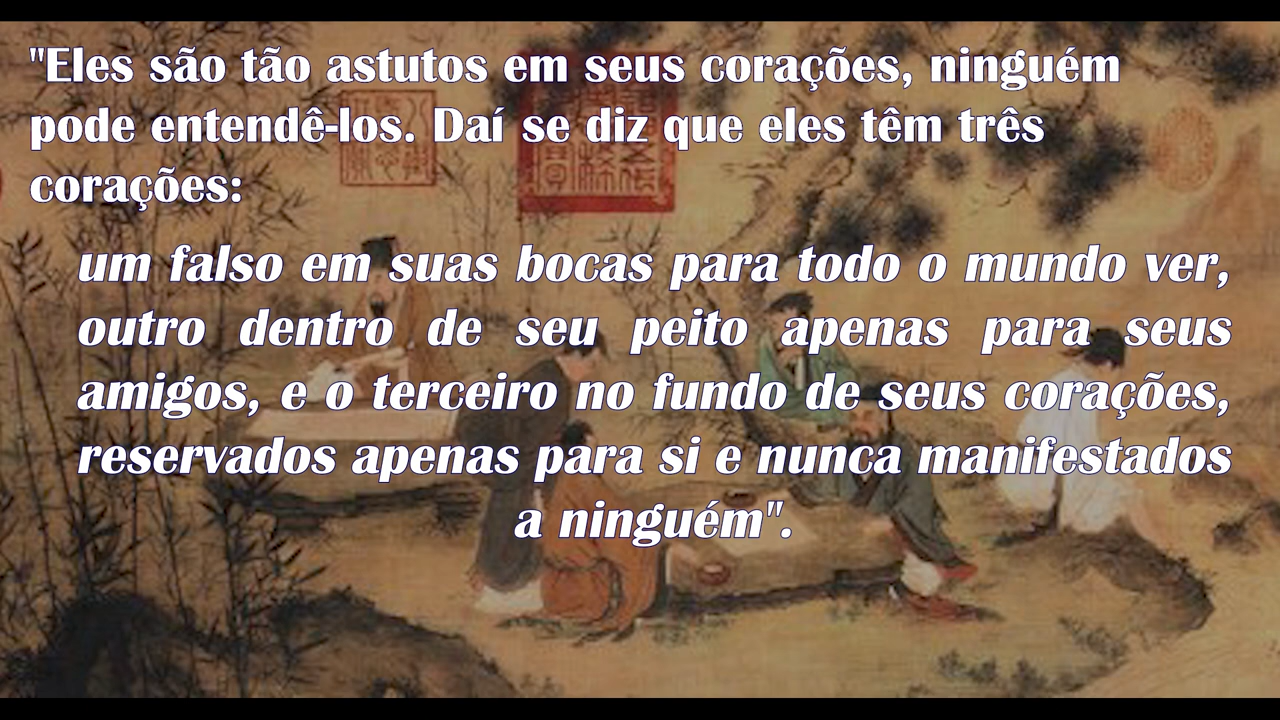 "Eles são tão astutos em seus corações, ninguém
pode entendê-los. Daí se diz que eles têm três
corações:
um falso em suas bocas para todo o mundo ver,
outro dentro de seu peito apenas para seus
amigos, e o terceiro no fundo de seus corações,
reservados apenas para si e nunca manifestados
a ninguém".